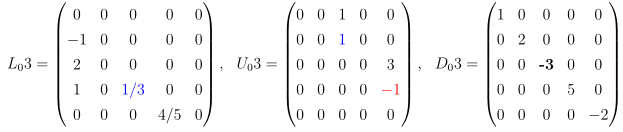 L₀3 = ( 0 0 0 0 0 ; −1 0 0 0 0 ; 2 0 0 0 0 ; 1 0 1/3 0 0 ; 0 0 0 4/5 0 ), U₀3 = ( 0 0 1 0 0 ; 0 0 1 0 0 ; 0 0 0 0 3 ; 0 0 0 0 −1 ; 0 0 0 0 0 ), D₀3 = ( 1 0 0 0 0 ; 0 2 0 0 0 ; 0 0 -3 0 0 ; 0 0 0 5 0 ; 0 0 0 0 −2 )